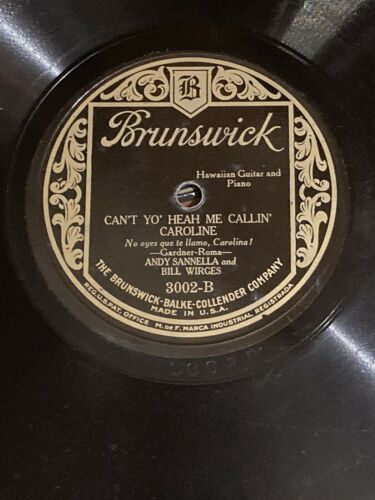 B
Brunswick
Hawaiian Guitar and
Piano
CAN'T YO' HEAH ME CALLIN'
CAROLINE
No oyes que te llamo, Carolina!
—Gardner-Roma—
ANDY SANNELLA and
BILL WIRGES
3002-B
THE BRUNSWICK-BALKE-COLLENDER COMPANY
MADE IN U.S.A.
REG. U.S. PAT. OFFICE M. DE F. MARCA INDUSTRIAL REGISTRADA